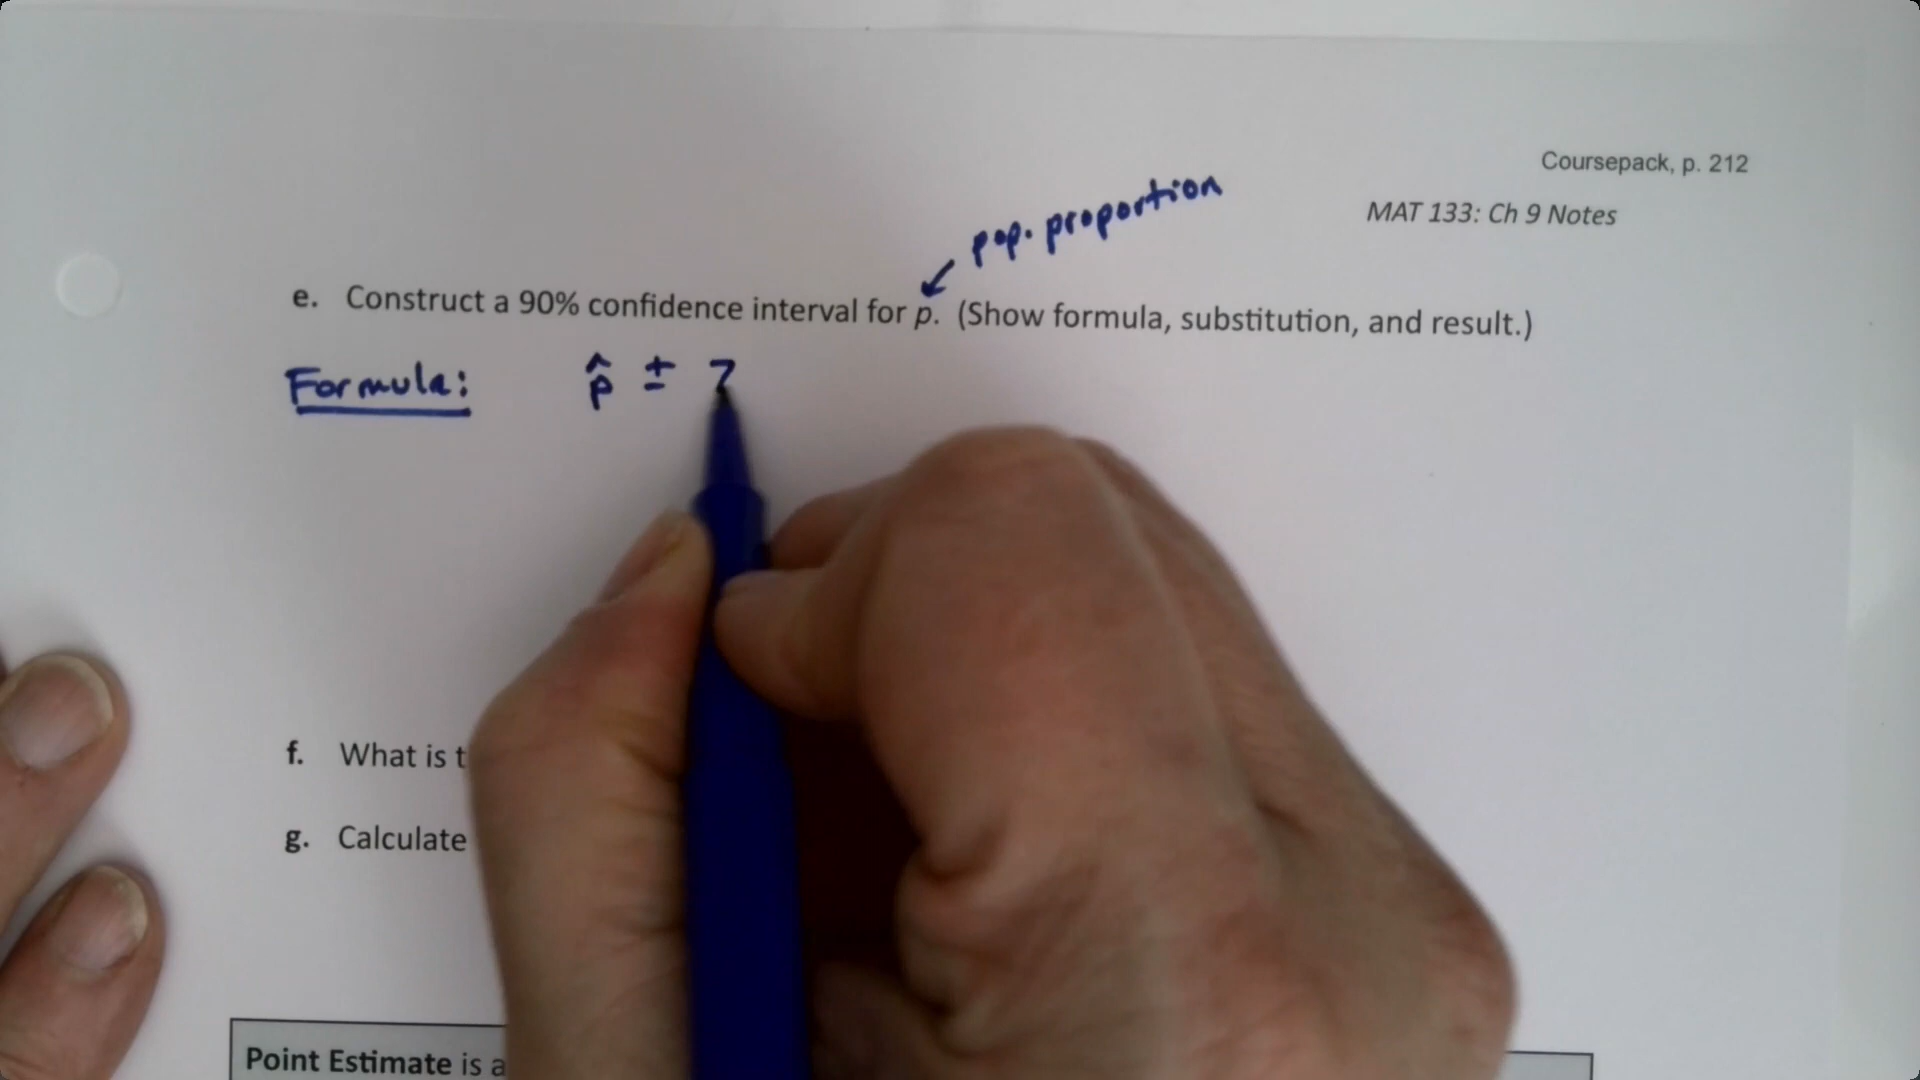 Coursepack, p. 212
MAT 133: Ch 9 Notes
pop. proportion
e. Construct a 90% confidence interval for p. (Show formula, substitution, and result.)
Formula: p̂ ±
f. What is t
g. Calculate
Point Estimate is a